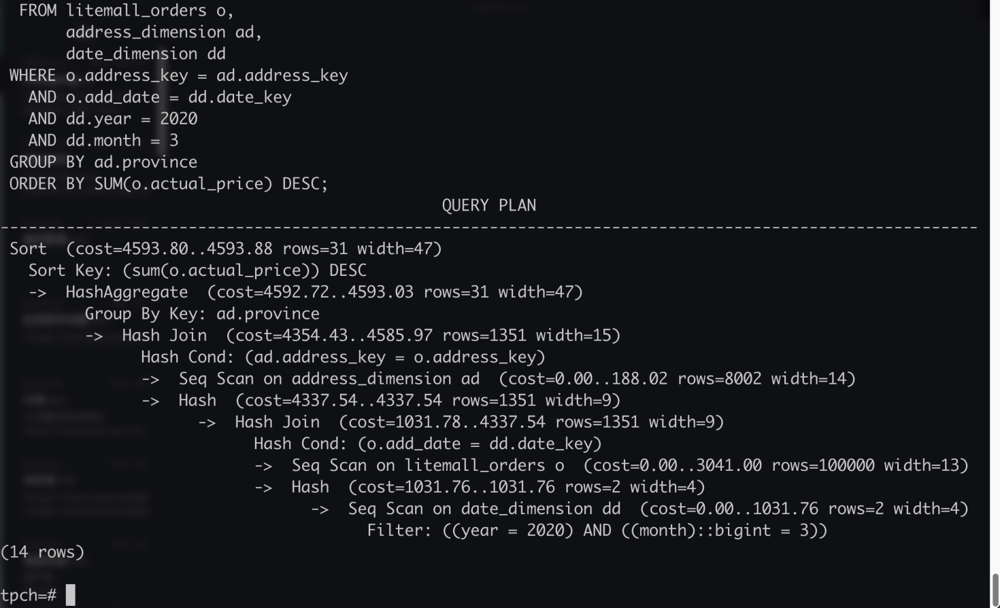 FROM litemall_orders o,
address_dimension ad,
date_dimension dd
WHERE o.address_key = ad.address_key
AND o.add_date = dd.date_key
AND dd.year = 2020
AND dd.month = 3
GROUP BY ad.province
ORDER BY SUM(o.actual_price) DESC;
QUERY PLAN
--------------------------------------------------------------------------------------------------------
Sort  (cost=4593.80..4593.88 rows=31 width=47)
Sort Key: (sum(o.actual_price)) DESC
->  HashAggregate  (cost=4592.72..4593.03 rows=31 width=47)
Group By Key: ad.province
->  Hash Join  (cost=4354.43..4585.97 rows=1351 width=15)
Hash Cond: (ad.address_key = o.address_key)
->  Seq Scan on address_dimension ad  (cost=0.00..188.02 rows=8002 width=14)
->  Hash  (cost=4337.54..4337.54 rows=1351 width=9)
->  Hash Join  (cost=1031.78..4337.54 rows=1351 width=9)
Hash Cond: (o.add_date = dd.date_key)
->  Seq Scan on litemall_orders o  (cost=0.00..3041.00 rows=100000 width=13)
->  Hash  (cost=1031.76..1031.76 rows=2 width=4)
->  Seq Scan on date_dimension dd  (cost=0.00..1031.76 rows=2 width=4)
Filter: ((year = 2020) AND ((month)::bigint = 3))
(14 rows)
tpch=#